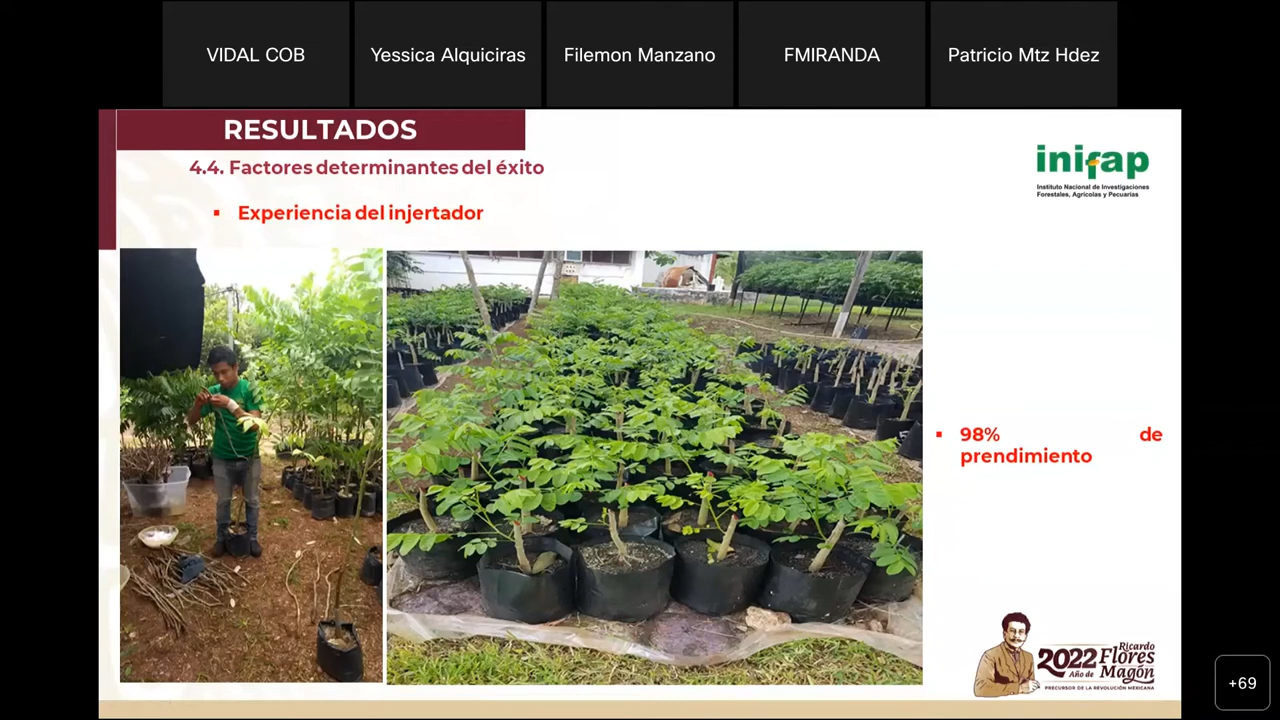 VIDAL COB
Yessica Alquiciras
Filemon Manzano
FMIRANDA
Patricio Mtz Hdez
RESULTADOS
4.4. Factores determinantes del éxito
▪ Experiencia del injertador
inifap
Instituto Nacional de Investigaciones
Forestales, Agrícolas y Pecuarias
▪ 98% de
prendimiento
2022 Ricardo
Año de Flores
Magón
PRECURSOR DE LA REVOLUCIÓN MEXICANA
+69